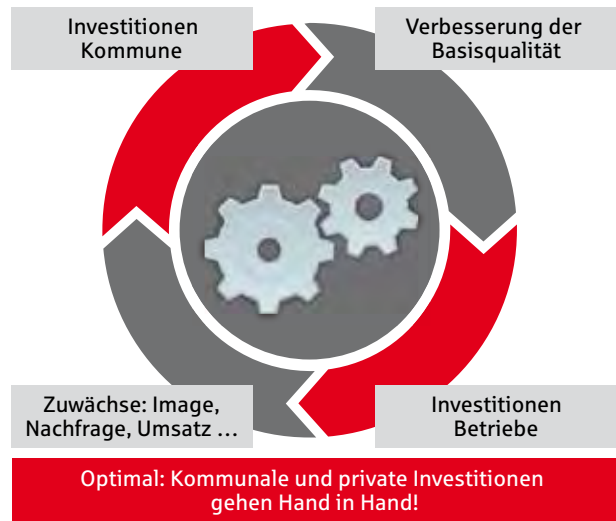 Investitionen
Kommune
Verbesserung der
Basisqualität
Zuwächse: Image,
Nachfrage, Umsatz ...
Investitionen
Betriebe
Optimal: Kommunale und private Investitionen
gehen Hand in Hand!